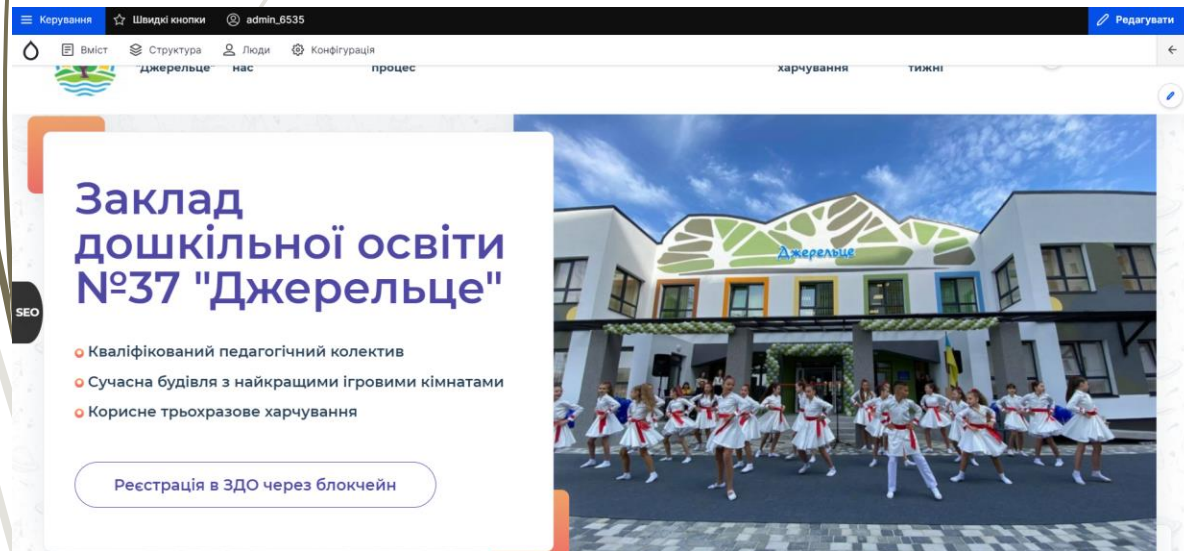 Керування Швидкі кнопки admin_6535 Редагувати
Вміст Структура Люди Конфігурація
"Джерельце" нас процес харчування тижні
Заклад
дошкільної освіти
№37 "Джерельце"
Джерельце
SEO
Кваліфікований педагогічний колектив
Сучасна будівля з найкращими ігровими кімнатами
Корисне трьохразове харчування
Реєстрація в ЗДО через блокчейн